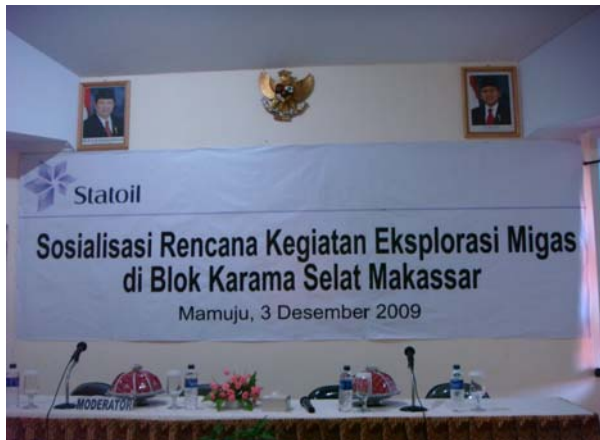 Statoil
Sosialisasi Rencana Kegiatan Eksplorasi Migas
di Blok Karama Selat Makassar
Mamuju, 3 Desember 2009
MODERATOR